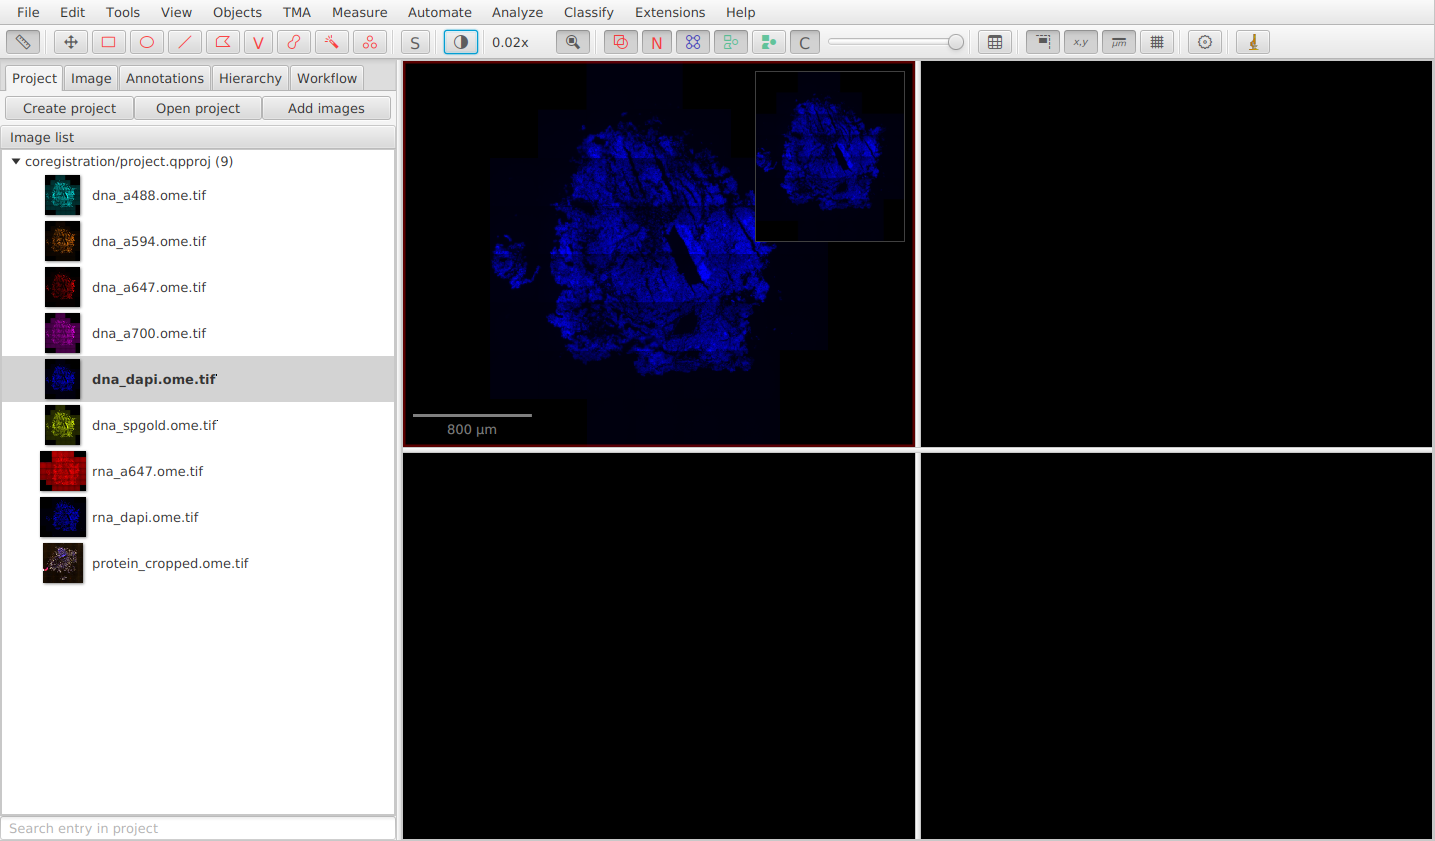 File Edit Tools View Objects TMA Measure Automate Analyze Classify Extensions Help
V S 0.02x N C x,y µm
Project Image Annotations Hierarchy Workflow
Create project Open project Add images
Image list
coregistration/project.qpproj (9)
dna_a488.ome.tif
dna_a594.ome.tif
dna_a647.ome.tif
dna_a700.ome.tif
dna_dapi.ome.tif
dna_spgold.ome.tif
rna_a647.ome.tif
rna_dapi.ome.tif
protein_cropped.ome.tif
800 µm
Search entry in project